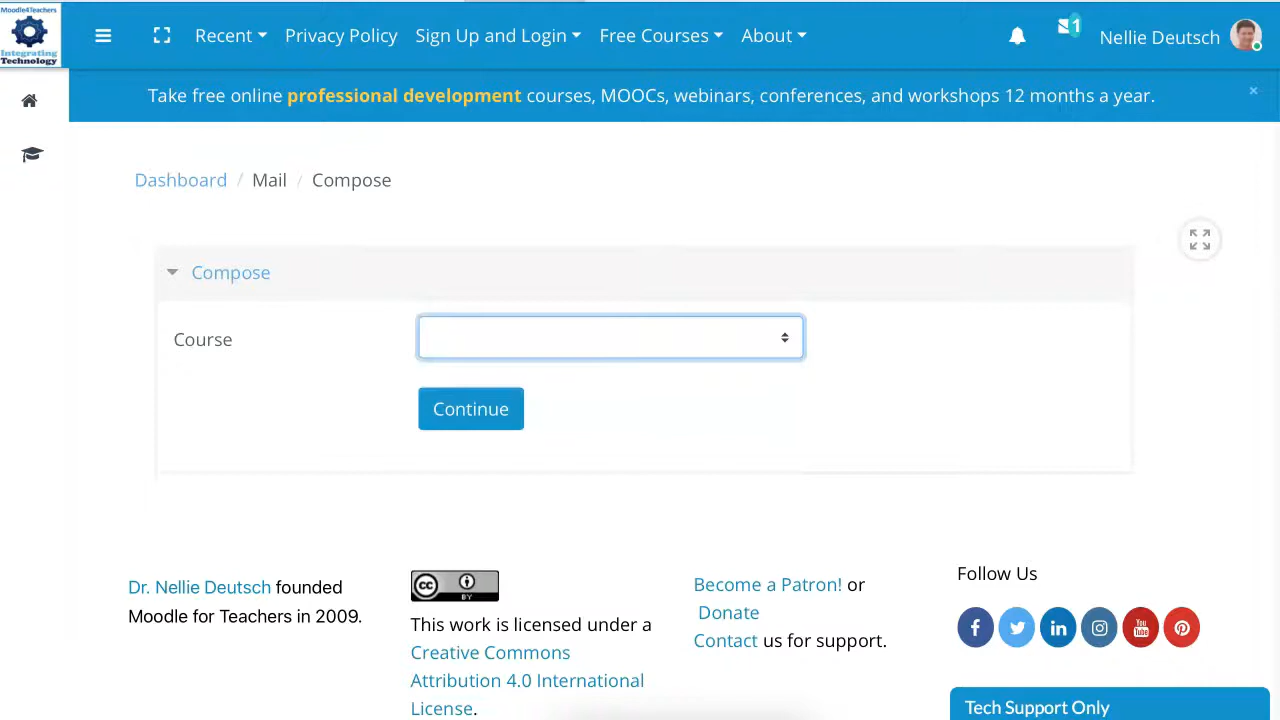 Moodle4Teachers
Integrating
Technology
Recent
Privacy Policy
Sign Up and Login
Free Courses
About
1
Nellie Deutsch
Take free online professional development courses, MOOCs, webinars, conferences, and workshops 12 months a year.
×
Dashboard / Mail / Compose
Compose
Course
Continue
Dr. Nellie Deutsch founded
Moodle for Teachers in 2009.
cc
BY
This work is licensed under a
Creative Commons
Attribution 4.0 International
License.
Become a Patron! or
Donate
Contact us for support.
Follow Us
You
Tube
Tech Support Only